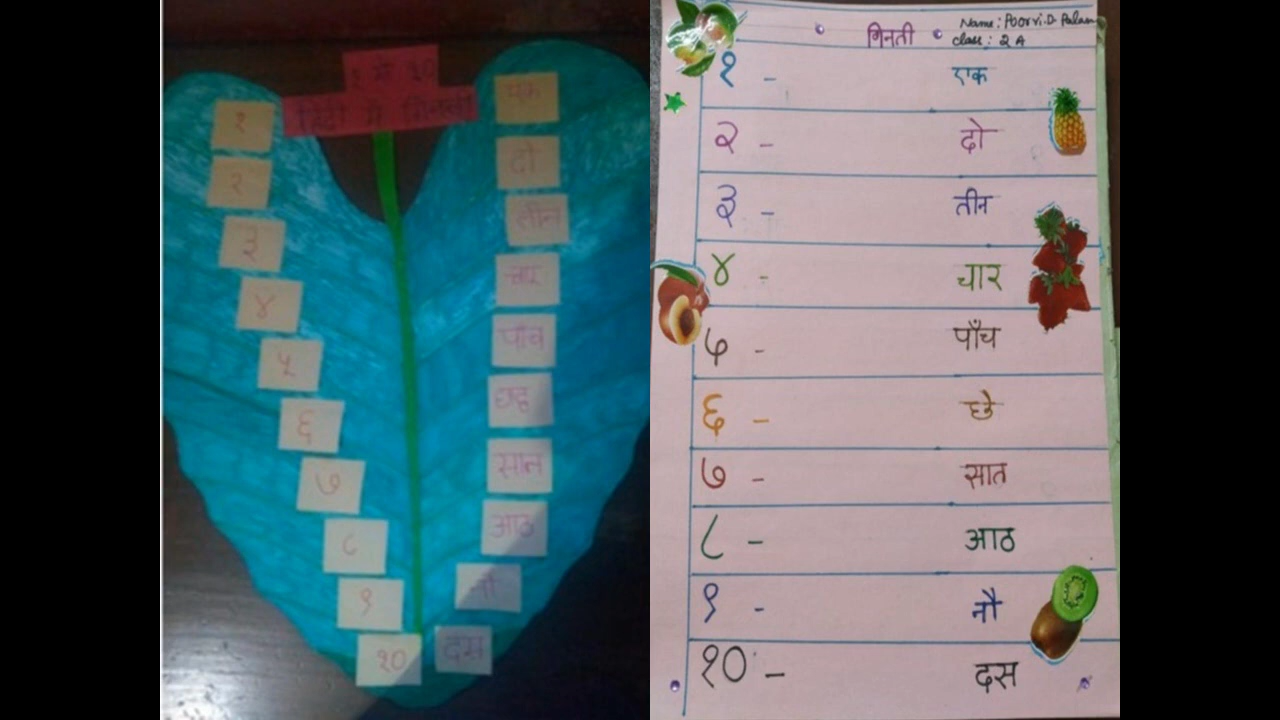 १ से १०
हिंदी में गिनती
१ एक
२ दो
३ तीन
४ चार
५ पाँच
६ छह
७ सात
८ आठ
९ नौ
१० दस
Name: Poorvi.D.
Class: 2 A
गिनती
१ - एक
२ - दो
३ - तीन
४ - चार
५ - पाँच
६ - छे
७ - सात
८ - आठ
९ - नौ
१० - दस